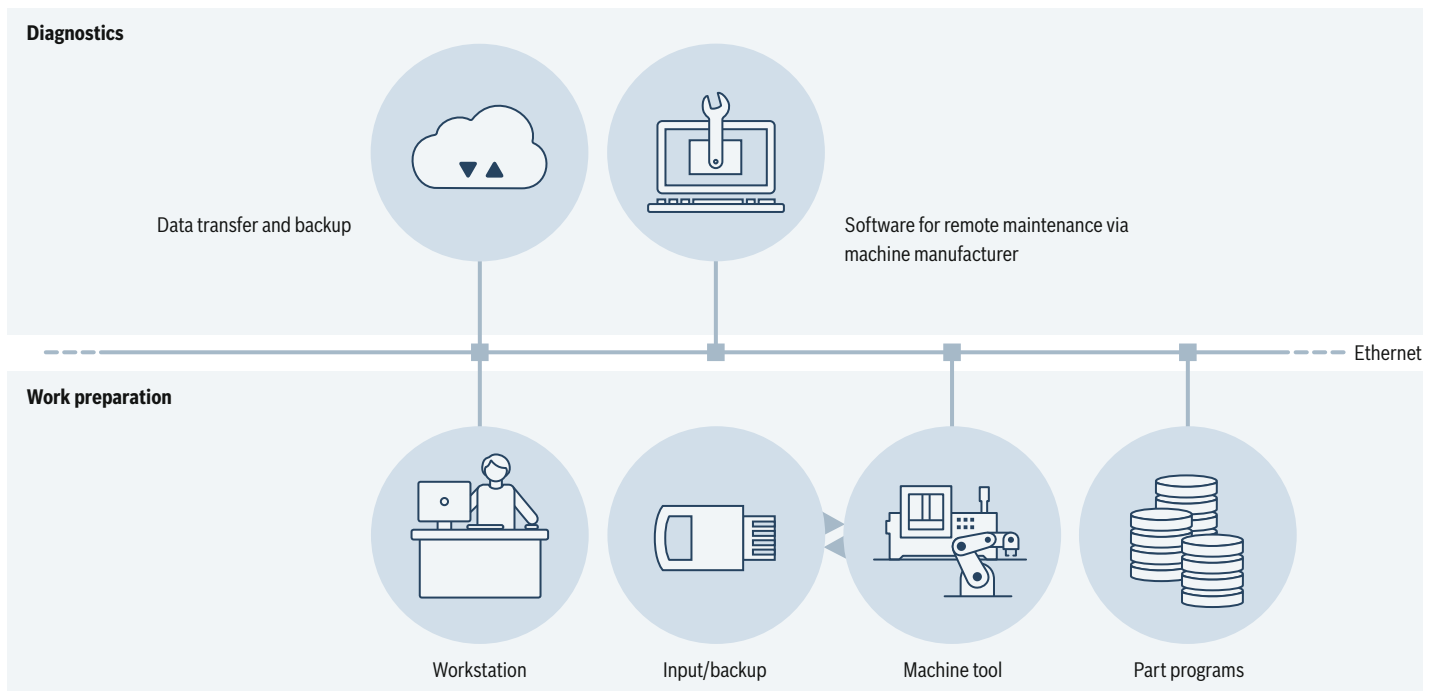 Diagnostics
Data transfer and backup
Software for remote maintenance via
machine manufacturer
Ethernet
Work preparation
Workstation
Input/backup
Machine tool
Part programs